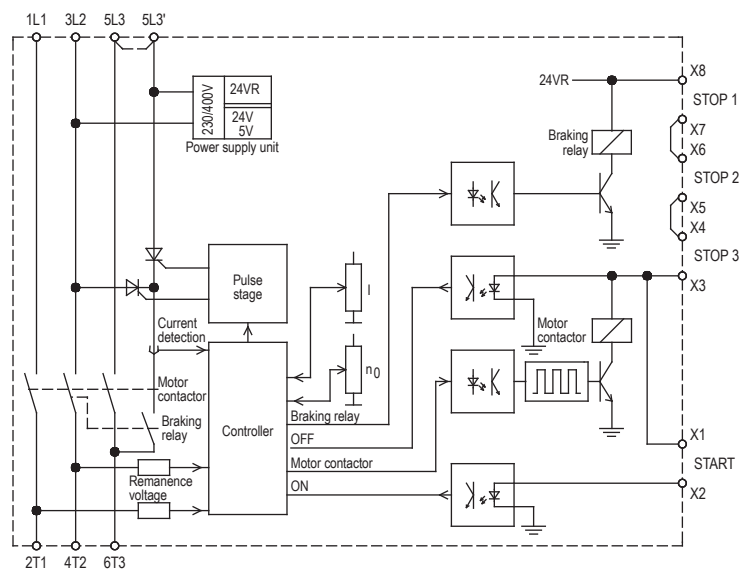 1L1 3L2 5L3 5L3'
230/400V
24VR
24V
5V
Power supply unit
24VR
X8
STOP 1
Braking
relay
X7
X6
STOP 2
X5
X4
STOP 3
X3
Pulse
stage
I
Current
detection
Motor
contactor
n0
Motor
contactor
Braking
relay
Controller
Braking relay
OFF
Motor contactor
ON
X1
START
X2
Remanence
voltage
2T1 4T2 6T3